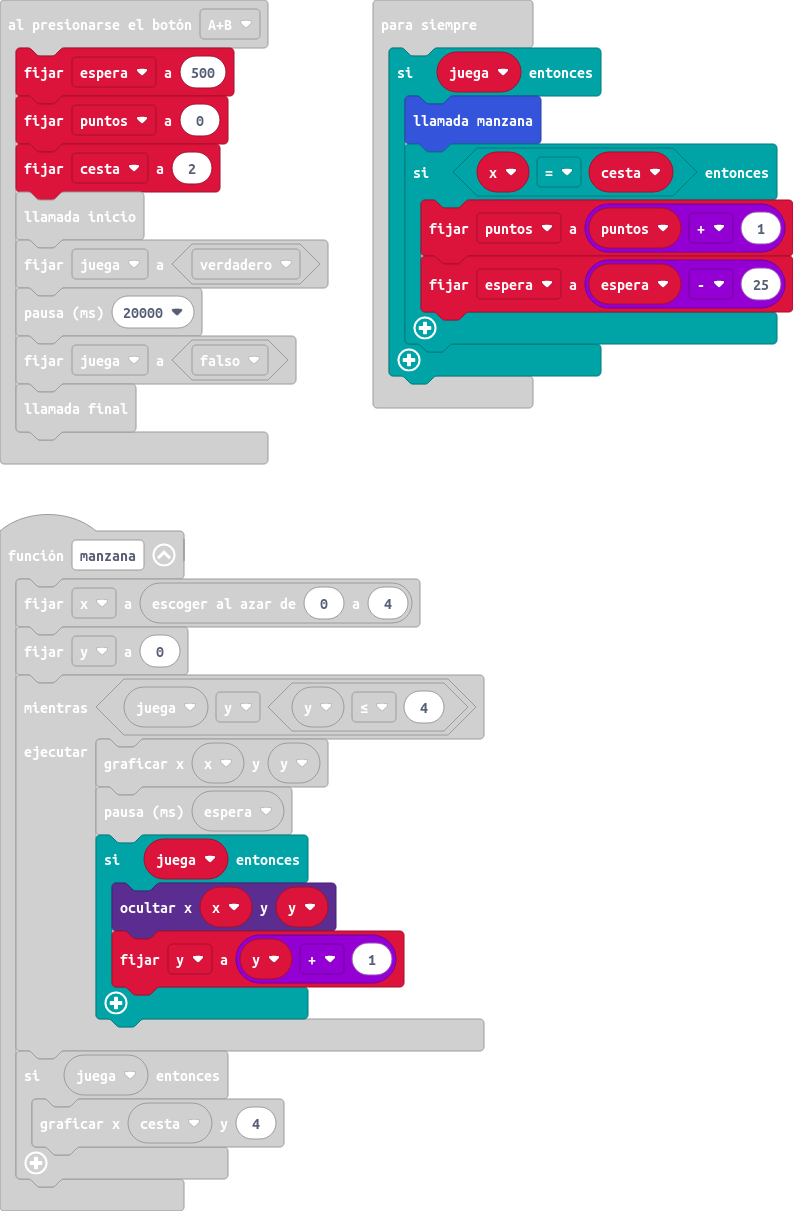 al presionarse el botón A+B
fijar espera a 500
fijar puntos a 0
fijar cesta a 2
llamada inicio
fijar juega a verdadero
pausa (ms) 20000
fijar juega a falso
llamada final
para siempre
si juega entonces
llamada manzana
si x = cesta entonces
fijar puntos a puntos + 1
fijar espera a espera - 25
función manzana
fijar x a escoger al azar de 0 a 4
fijar y a 0
mientras juega y y ≤ 4
ejecutar
graficar x x y y
pausa (ms) espera
si juega entonces
ocultar x x y y
fijar y a y + 1
si juega entonces
graficar x cesta y 4